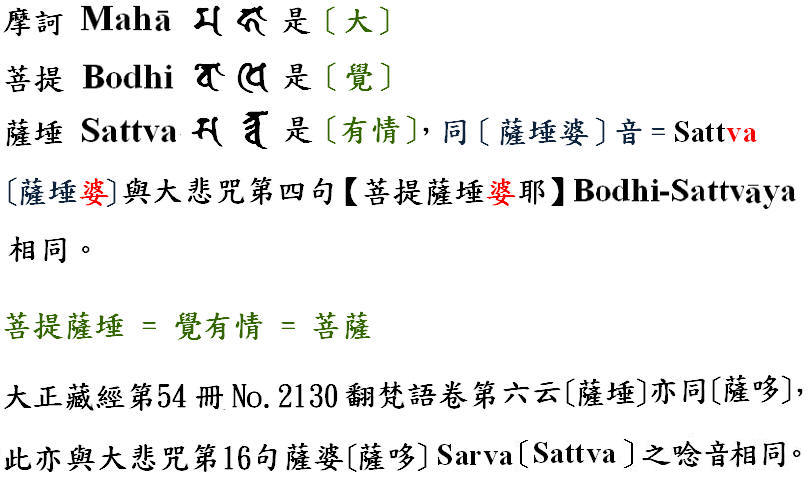 摩訶 Mahā 𑖦𑖮 是〔大〕
菩提 Bodhi 𑖤𑖠𑖰 是〔覺〕
薩埵 Sattva 是〔有情〕，同〔薩埵婆〕音 = Sattva
〔薩埵婆〕與大悲咒第四句【菩提薩埵婆耶】Bodhi-Sattvāya
相同。
菩提薩埵 = 覺有情 = 菩薩
大正藏經第54冊 No. 2130 翻梵語卷第六云〔薩埵〕亦同〔薩哆〕，
此亦與大悲咒第16句薩婆〔薩哆〕Sarva〔Sattva〕之唸音相同。